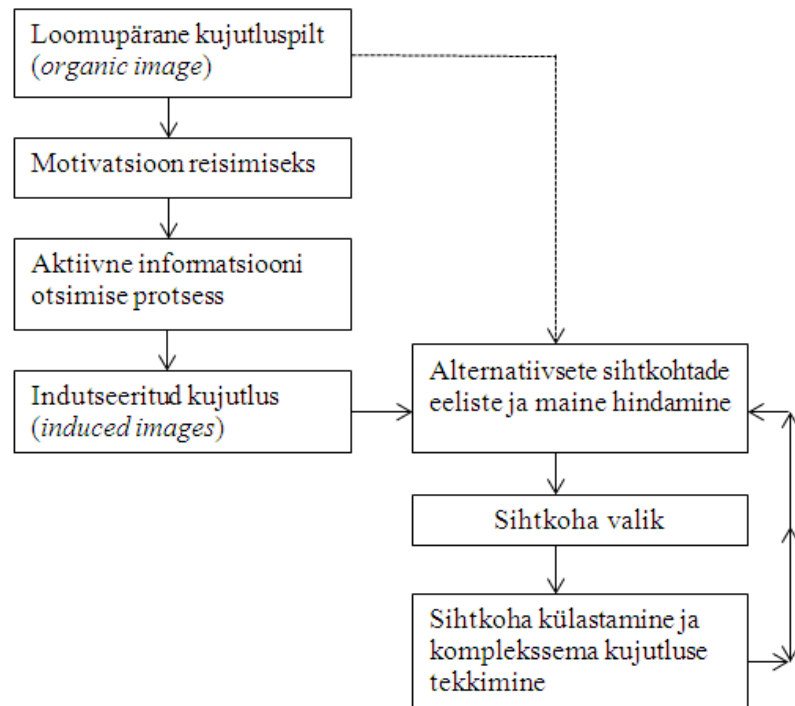 Loomupärane kujutluspilt
(organic image)
Motivatsioon reisimiseks
Aktiivne informatsiooni
otsimise protsess
Indutseeritud kujutlus
(induced images)
Alternatiivsete sihtkohtade
eeliste ja maine hindamine
Sihtkoha valik
Sihtkoha külastamine ja
komplekssema kujutluse
tekkimine